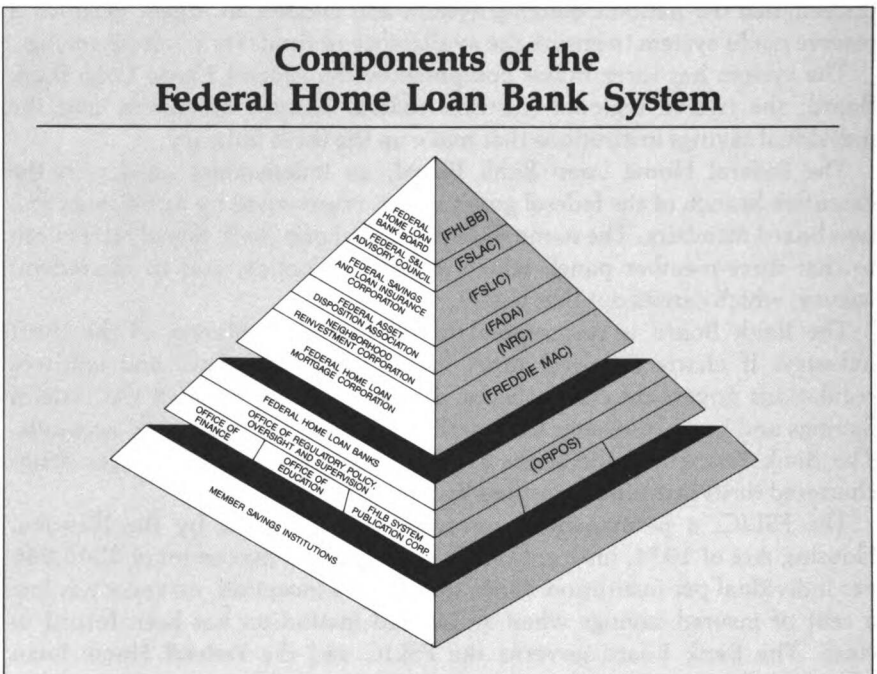 Components of the
Federal Home Loan Bank System
FEDERAL
HOME LOAN
BANK BOARD
(FHLBB)
FEDERAL S&L
ADVISORY COUNCIL
(FSLAC)
FEDERAL SAVINGS
AND LOAN INSURANCE
CORPORATION
(FSLIC)
FEDERAL ASSET
DISPOSITION ASSOCIATION
(FADA)
NEIGHBORHOOD
REINVESTMENT CORPORATION
(NRC)
FEDERAL HOME LOAN
MORTGAGE CORPORATION
(FREDDIE MAC)
FEDERAL HOME LOAN BANKS
OFFICE OF REGULATORY POLICY,
OVERSIGHT AND SUPERVISION
(ORPOS)
OFFICE OF
FINANCE
OFFICE OF
EDUCATION
FHLB SYSTEM
PUBLICATION CORP.
MEMBER SAVINGS INSTITUTIONS